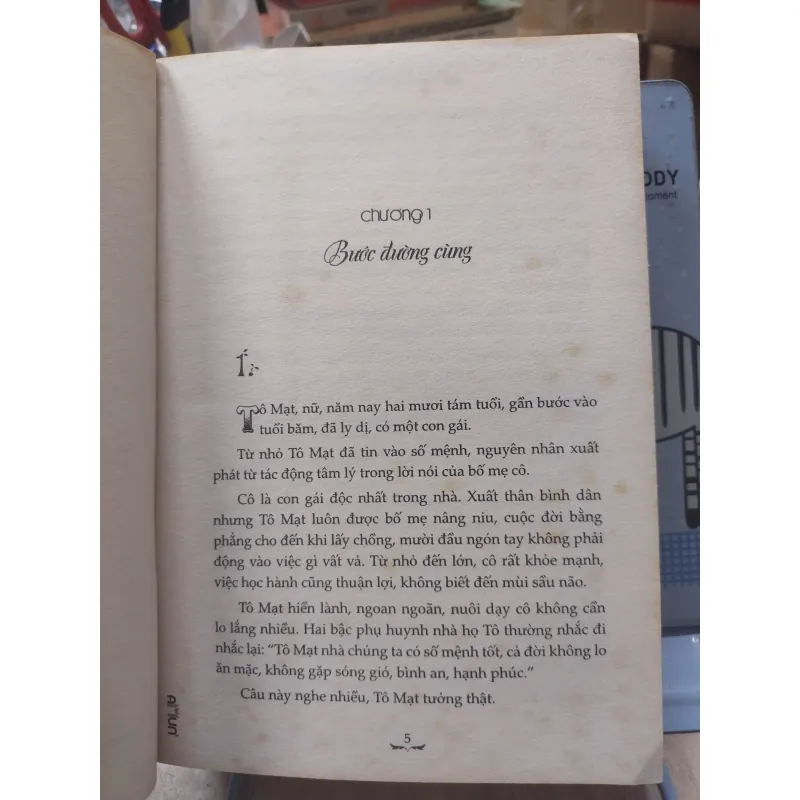 chương 1
Bước đường cùng
Tô Mạt, nữ, năm nay hai mươi tám tuổi, gần bước vào
tuổi băm, đã ly dị, có một con gái.
Từ nhỏ Tô Mạt đã tin vào số mệnh, nguyên nhân xuất
phát từ tác động tâm lý trong lời nói của bố mẹ cô.
Cô là con gái độc nhất trong nhà. Xuất thân bình dân
nhưng Tô Mạt luôn được bố mẹ nâng niu, cuộc đời bằng
phẳng cho đến khi lấy chồng, mười đầu ngón tay không phải
động vào việc gì vất vả. Từ nhỏ đến lớn, cô rất khỏe mạnh,
việc học hành cũng thuận lợi, không biết đến mùi sầu não.
Tô Mạt hiền lành, ngoan ngoãn, nuôi dạy cô không cần
lo lắng nhiều. Hai bậc phụ huynh nhà họ Tô thường nhắc đi
nhắc lại: “Tô Mạt nhà chúng ta có số mệnh tốt, cả đời không lo
ăn mặc, không gặp sóng gió, bình an, hạnh phúc.”
Câu này nghe nhiều, Tô Mạt tưởng thật.
5
ODY